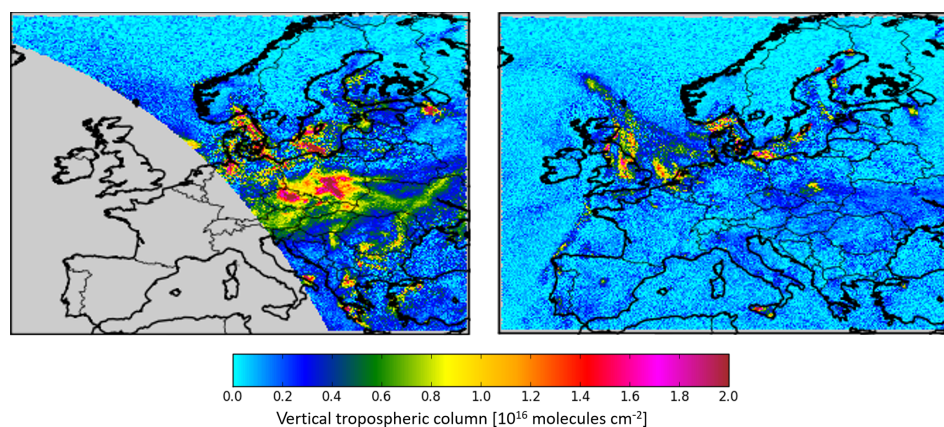 0.0 0.2 0.4 0.6 0.8 1.0 1.2 1.4 1.6 1.8 2.0
Vertical tropospheric column [10¹⁶ molecules cm⁻²]